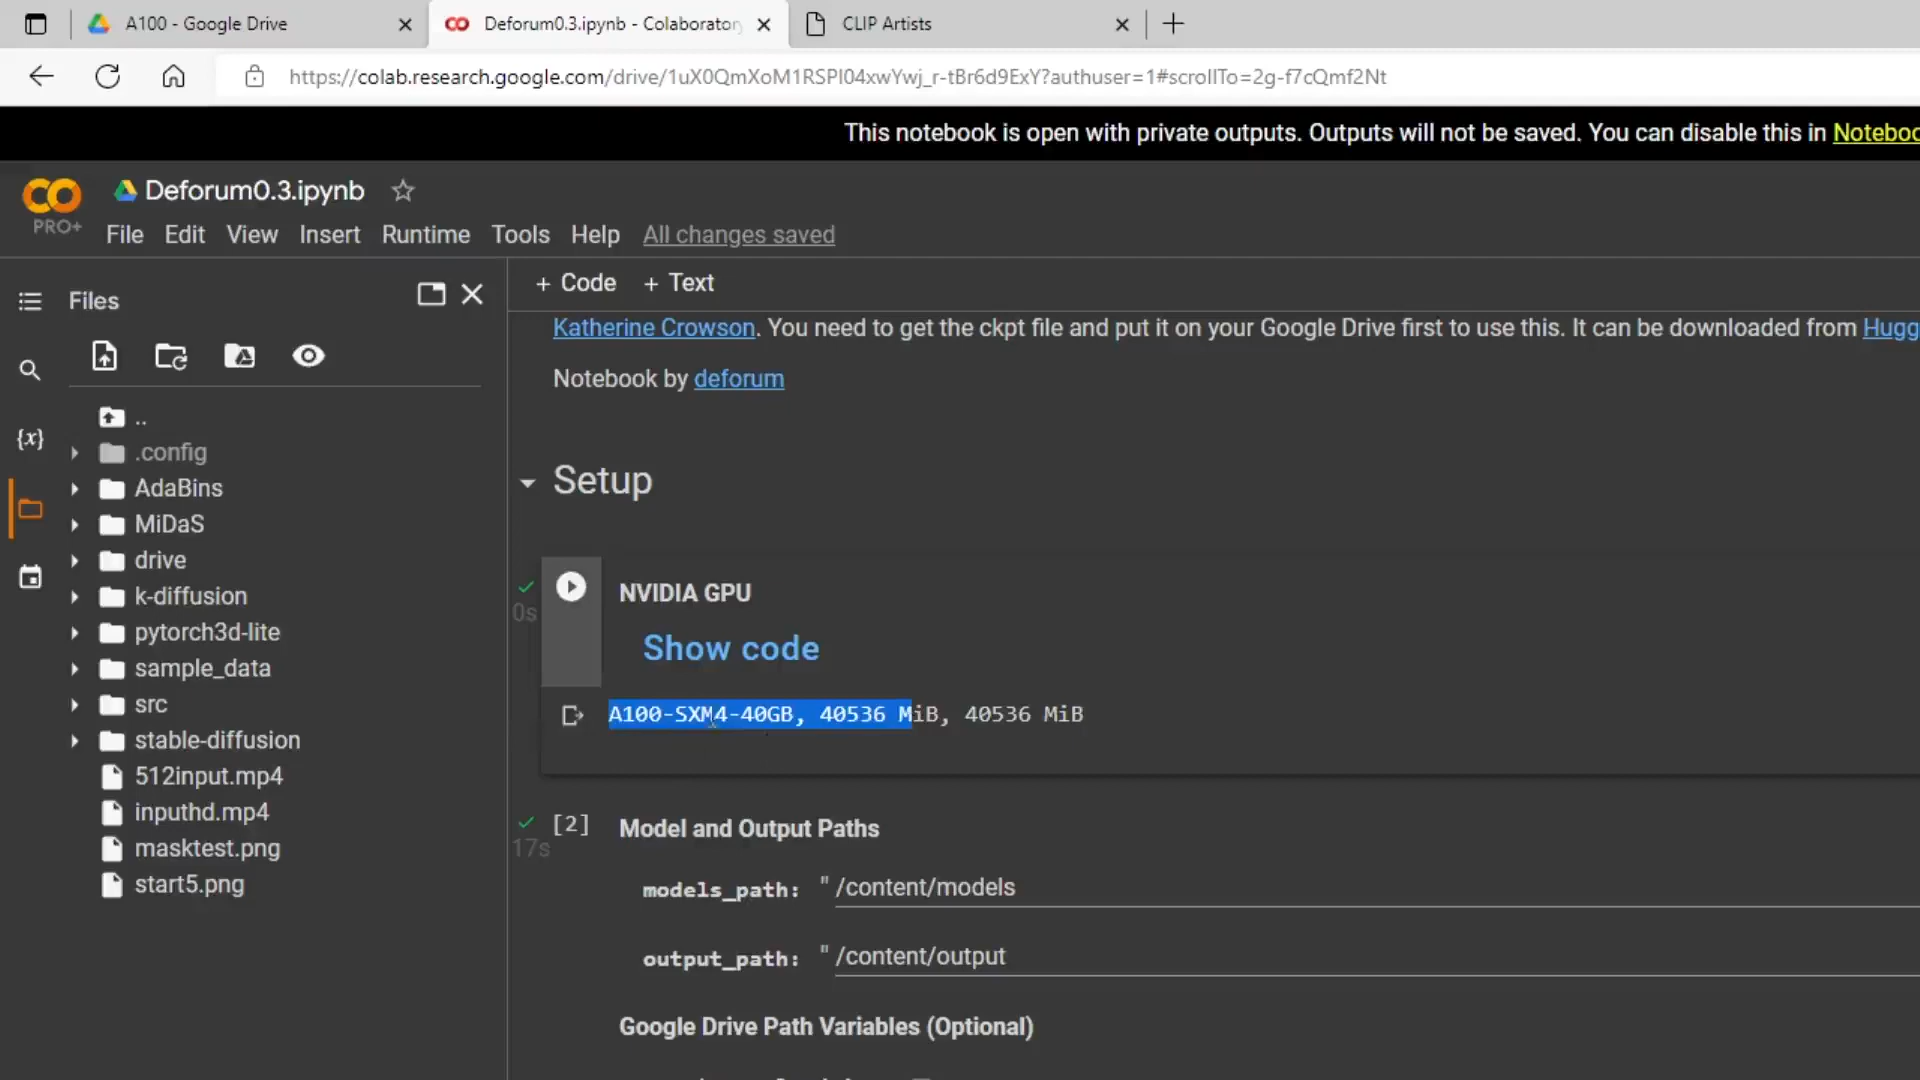 A100 - Google Drive
Deforum0.3.ipynb - Colaboratory
CLIP Artists
https://colab.research.google.com/drive/1uX0QmXoM1RSPI04xwYwj_r-tBr6d9ExY?authuser=1#scrollTo=2g-f7cQmf2Nt
This notebook is open with private outputs. Outputs will not be saved. You can disable this in Noteboo
Deforum0.3.ipynb
PRO+
File Edit View Insert Runtime Tools Help All changes saved
Files
+ Code + Text
Katherine Crowson. You need to get the ckpt file and put it on your Google Drive first to use this. It can be downloaded from Hugg
Notebook by deforum
{x}
..
.config
AdaBins
MiDaS
drive
k-diffusion
pytorch3d-lite
sample_data
src
stable-diffusion
512input.mp4
inputhd.mp4
masktest.png
start5.png
Setup
0s
NVIDIA GPU
Show code
A100-SXM4-40GB, 40536 MiB, 40536 MiB
[2] Model and Output Paths
17s
models_path: " /content/models
output_path: " /content/output
Google Drive Path Variables (Optional)